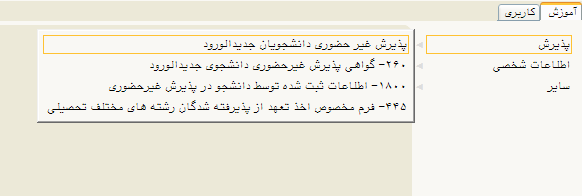 آموزش
کاربری
پذیرش
اطلاعات شخصی
سایر
پذیرش غیر حضوری دانشجویان جدیدالورود
۲۶۰- گواهی پذیرش غیرحضوری دانشجوی جدیدالورود
۱۸۰۰- اطلاعات ثبت شده توسط دانشجو در پذیرش غیرحضوری
۴۴۵- فرم مخصوص اخذ تعهد از پذیرفته شدگان رشته های مختلف تحصیلی